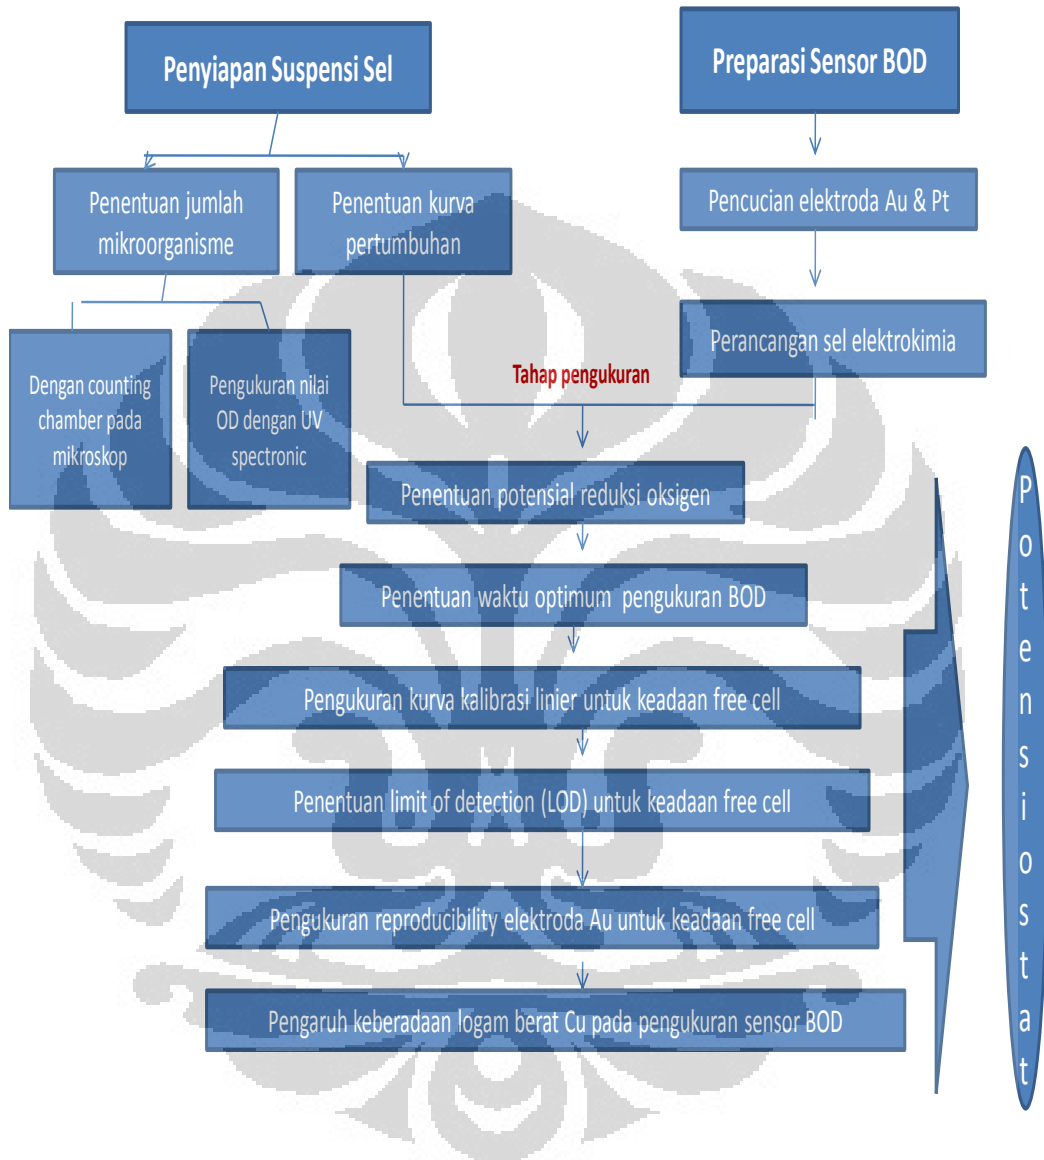 Penyiapan Suspensi Sel
Preparasi Sensor BOD
Penentuan jumlah
mikroorganisme
Penentuan kurva
pertumbuhan
Pencucian elektroda Au & Pt
Perancangan sel elektrokimia
Dengan counting
chamber pada
mikroskop
Pengukuran nilai
OD dengan UV
spectronic
Tahap pengukuran
Penentuan potensial reduksi oksigen
Penentuan waktu optimum pengukuran BOD
Pengukuran kurva kalibrasi linier untuk keadaan free cell
Penentuan limit of detection (LOD) untuk keadaan free cell
Pengukuran reproducibility elektroda Au untuk keadaan free cell
Pengaruh keberadaan logam berat Cu pada pengukuran sensor BOD
Potensiostat